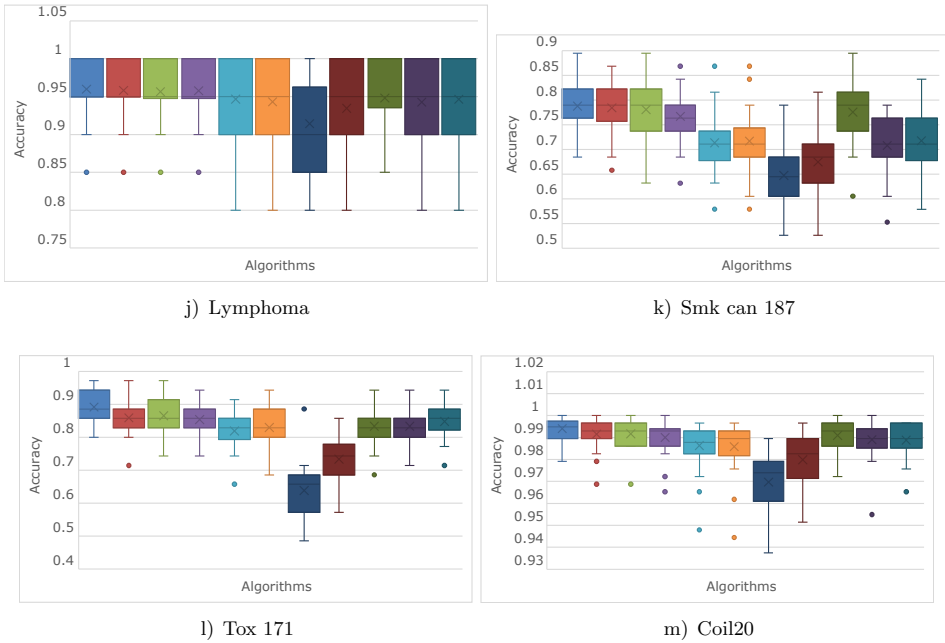 1.05
1
0.95
0.9
0.85
0.8
0.75
Accuracy
Algorithms
j) Lymphoma
0.9
0.85
0.8
0.75
0.7
0.65
0.6
0.55
0.5
Accuracy
Algorithms
k) Smk can 187
1
0.9
0.8
0.7
0.6
0.5
0.4
Accuracy
Algorithms
l) Tox 171
1.02
1.01
1
0.99
0.98
0.97
0.96
0.95
0.94
0.93
Accuracy
Algorithms
m) Coil20